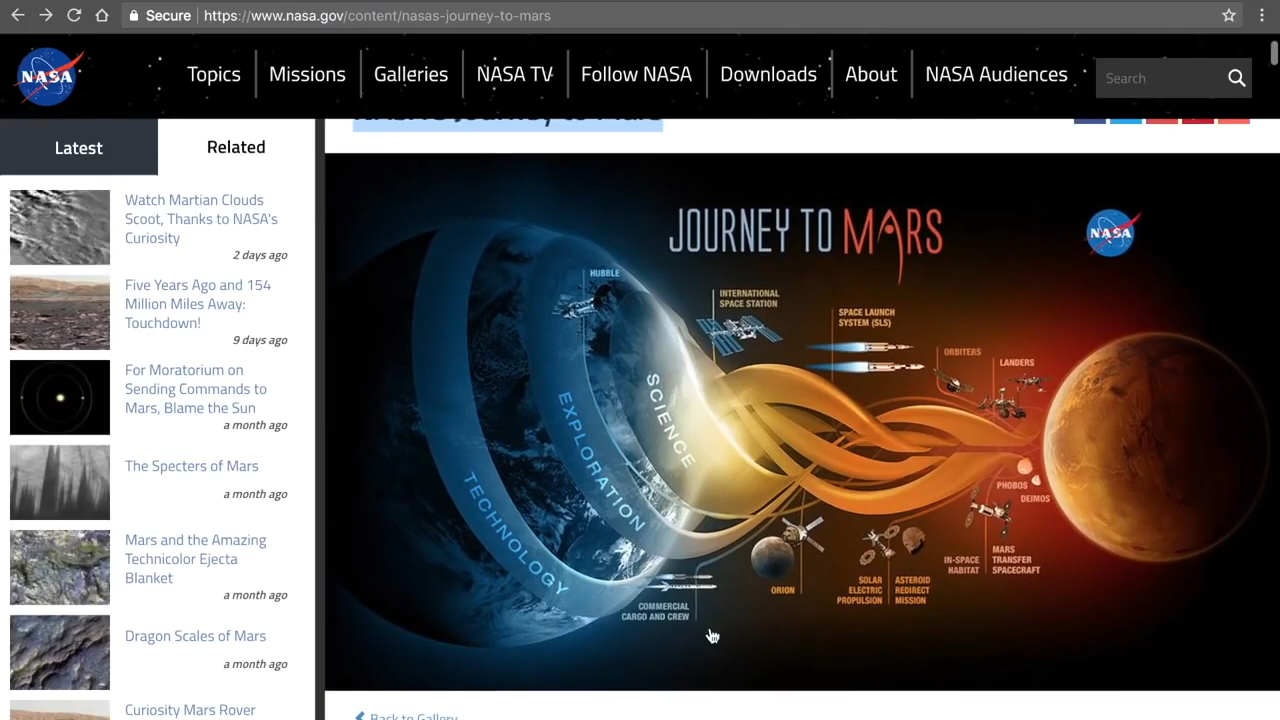 Secure
https://www.nasa.gov/content/nasas-journey-to-mars
NASA
Topics
Missions
Galleries
NASA TV
Follow NASA
Downloads
About
NASA Audiences
Search
NASA's Journey to Mars
Latest
Related
Watch Martian Clouds
Scoot, Thanks to NASA's
Curiosity
2 days ago
Five Years Ago and 154
Million Miles Away:
Touchdown!
9 days ago
For Moratorium on
Sending Commands to
Mars, Blame the Sun
a month ago
The Specters of Mars
a month ago
Mars and the Amazing
Technicolor Ejecta
Blanket
a month ago
Dragon Scales of Mars
a month ago
Curiosity Mars Rover
JOURNEY TO MARS
NASA
HUBBLE
INTERNATIONAL
SPACE STATION
SPACE LAUNCH
SYSTEM (SLS)
ORBITERS
LANDERS
SCIENCE
EXPLORATION
TECHNOLOGY
PHOBOS
DEIMOS
COMMERCIAL
CARGO AND CREW
ORION
SOLAR
ELECTRIC
PROPULSION
ASTEROID
REDIRECT
MISSION
IN-SPACE
HABITAT
MARS
TRANSFER
SPACECRAFT
Back to Gallery